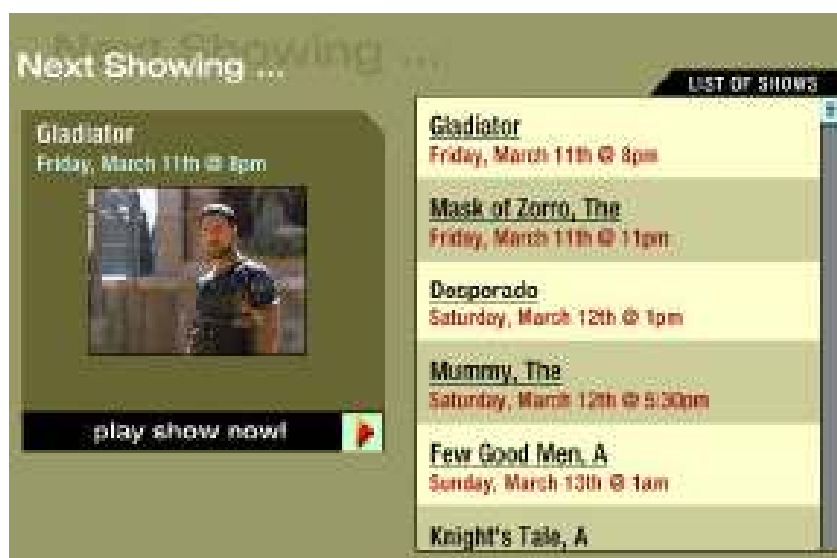 Next Showing ...
Next Showing ...
Gladiator
Friday, March 11th @ 8pm
play show now!
LIST OF SHOWS
Gladiator
Friday, March 11th @ 8pm
Mask of Zorro, The
Friday, March 11th @ 11pm
Desperado
Saturday, March 12th @ 1pm
Mummy, The
Saturday, March 12th @ 5:30pm
Few Good Men, A
Sunday, March 13th @ 1am
Knight's Tale, A